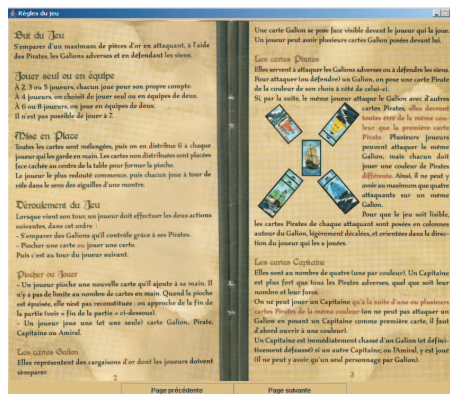 Règles du jeu
But du Jeu
S'emparer d'un maximum de pièces d'or en attaquant, à l'aide
des Pirates, les Galions adverses et en défendant les siens.
Jouer seul ou en équipe
À 2, 3 ou 5 joueurs, chacun joue pour son propre compte.
À 4 joueurs, on choisit de jouer seul ou en équipes de deux.
À 6 ou 8 joueurs, on joue en équipes de deux.
Il n'est pas possible de jouer à 7.
Mise en Place
Toutes les cartes sont mélangées, puis on en distribue 6 à chaque
joueur qui les garde en main. Les cartes non distribuées sont placées
face cachée au centre de la table pour former la pioche.
Le joueur le plus redouté commence, puis chacun joue à tour de
rôle dans le sens des aiguilles d'une montre.
Déroulement du Jeu
Lorsque vient son tour, un joueur doit effectuer les deux actions
suivantes, dans cet ordre :
- S'emparer des Galions qu'il contrôle grâce à ses Pirates.
- Piocher une carte ou jouer une carte.
Puis c'est au tour du joueur suivant.
Piocher ou Jouer
- Un joueur pioche une nouvelle carte qu'il ajoute à sa main. Il
n'y a pas de limite au nombre de cartes en main. Quand la pioche
est épuisée, elle n'est pas reconstituée : on approche de la fin de
la partie (voir « fin de la partie » ci-dessous).
- Un joueur joue une (et une seule) carte Galion, Pirate,
Capitaine ou Amiral.
Les cartes Galion
Elles représentent des cargaisons d'or dont les joueurs doivent
s'emparer.
2
Une carte Galion se pose face visible devant le joueur qui la joue.
Un joueur peut avoir plusieurs cartes Galion posées devant lui.
Les cartes Pirates
Elles servent à attaquer les Galions adverses ou à défendre les siens.
Pour attaquer (ou défendre) un Galion, on pose une carte Pirate
de la couleur de son choix à côté de celui-ci.
Si, par la suite, le même joueur attaque le Galion avec d'autres
cartes Pirates, elles devront
toutes être de la même cou-
leur que la première carte
Pirate. Plusieurs joueurs
peuvent attaquer le même
Galion, mais chacun doit
jouer une couleur de Pirates
différente. Ainsi, il ne peut y
avoir au maximum que quatre
attaquants sur un même
Galion.
Pour que le jeu soit lisible,
les cartes Pirates de chaque attaquant sont posées en colonnes
autour du Galion, légèrement décalées, et orientées dans la direc-
tion du joueur qui les a jouées.
Les cartes Capitaine
Elles sont au nombre de quatre (une par couleur). Un Capitaine
est plus fort que tous les Pirates adverses, quel que soit leur
nombre et leur force.
On ne peut jouer un Capitaine qu'à la suite d'une ou plusieurs
cartes Pirates de la même couleur (on ne peut pas attaquer un
Galion en posant un Capitaine comme première carte, il faut
d'abord ouvrir à une couleur).
Un Capitaine est immédiatement chassé d'un Galion (et défini-
tivement défaussé) si un autre Capitaine, ou l'Amiral, y est joué
(il ne peut y avoir qu'un seul personnage par Galion).
3
Page précédente
Page suivante